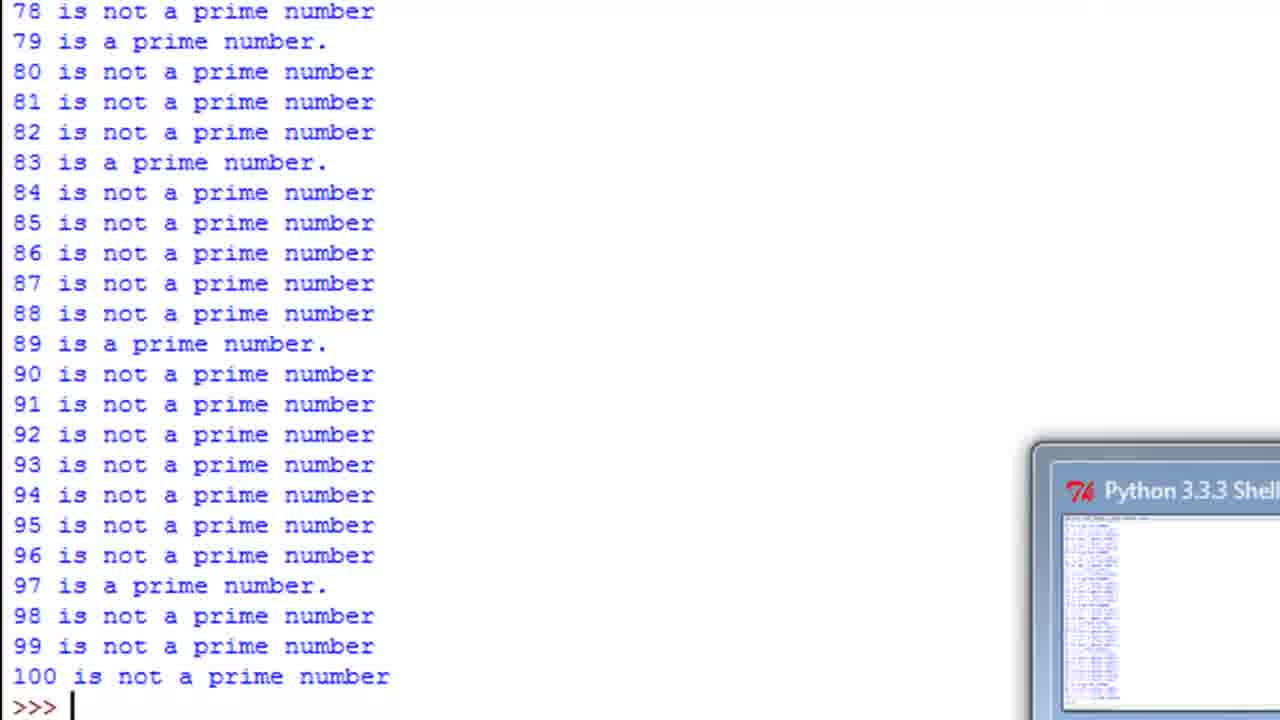 78 is not a prime number
79 is a prime number.
80 is not a prime number
81 is not a prime number
82 is not a prime number
83 is a prime number.
84 is not a prime number
85 is not a prime number
86 is not a prime number
87 is not a prime number
88 is not a prime number
89 is a prime number.
90 is not a prime number
91 is not a prime number
92 is not a prime number
93 is not a prime number
94 is not a prime number
95 is not a prime number
96 is not a prime number
97 is a prime number.
98 is not a prime number
99 is not a prime number
100 is not a prime number
>>>
Python 3.3.3 Shell